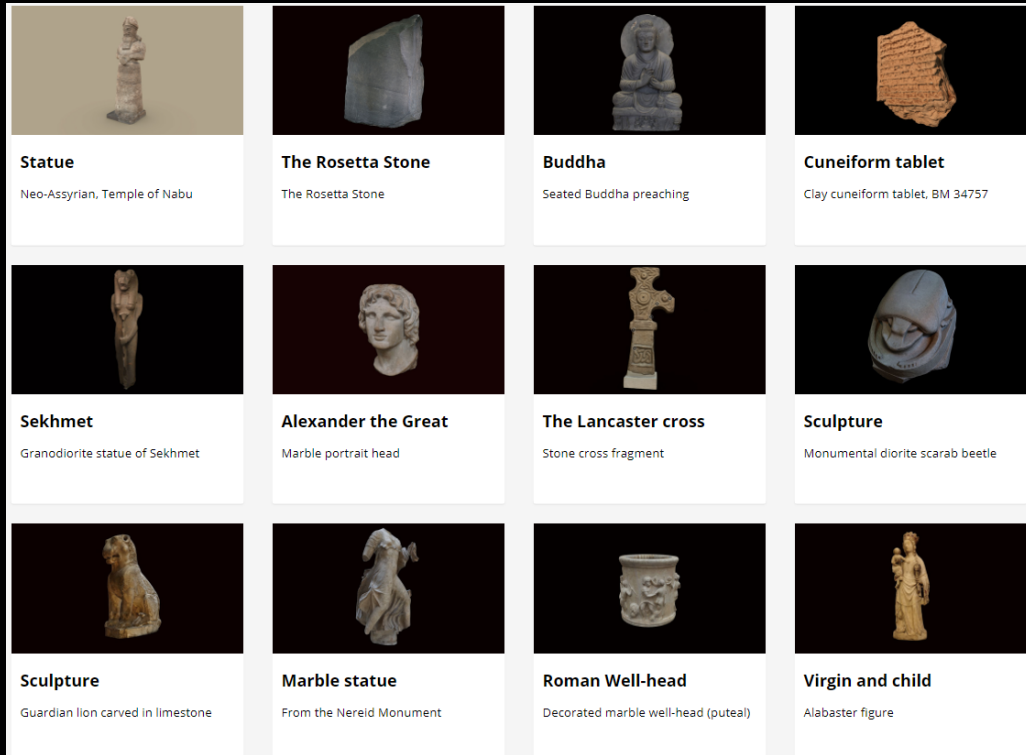 Statue
Neo-Assyrian, Temple of Nabu
The Rosetta Stone
The Rosetta Stone
Buddha
Seated Buddha preaching
Cuneiform tablet
Clay cuneiform tablet, BM 34757
Sekhmet
Granodiorite statue of Sekhmet
Alexander the Great
Marble portrait head
The Lancaster cross
Stone cross fragment
Sculpture
Monumental diorite scarab beetle
Sculpture
Guardian lion carved in limestone
Marble statue
From the Nereid Monument
Roman Well-head
Decorated marble well-head (puteal)
Virgin and child
Alabaster figure